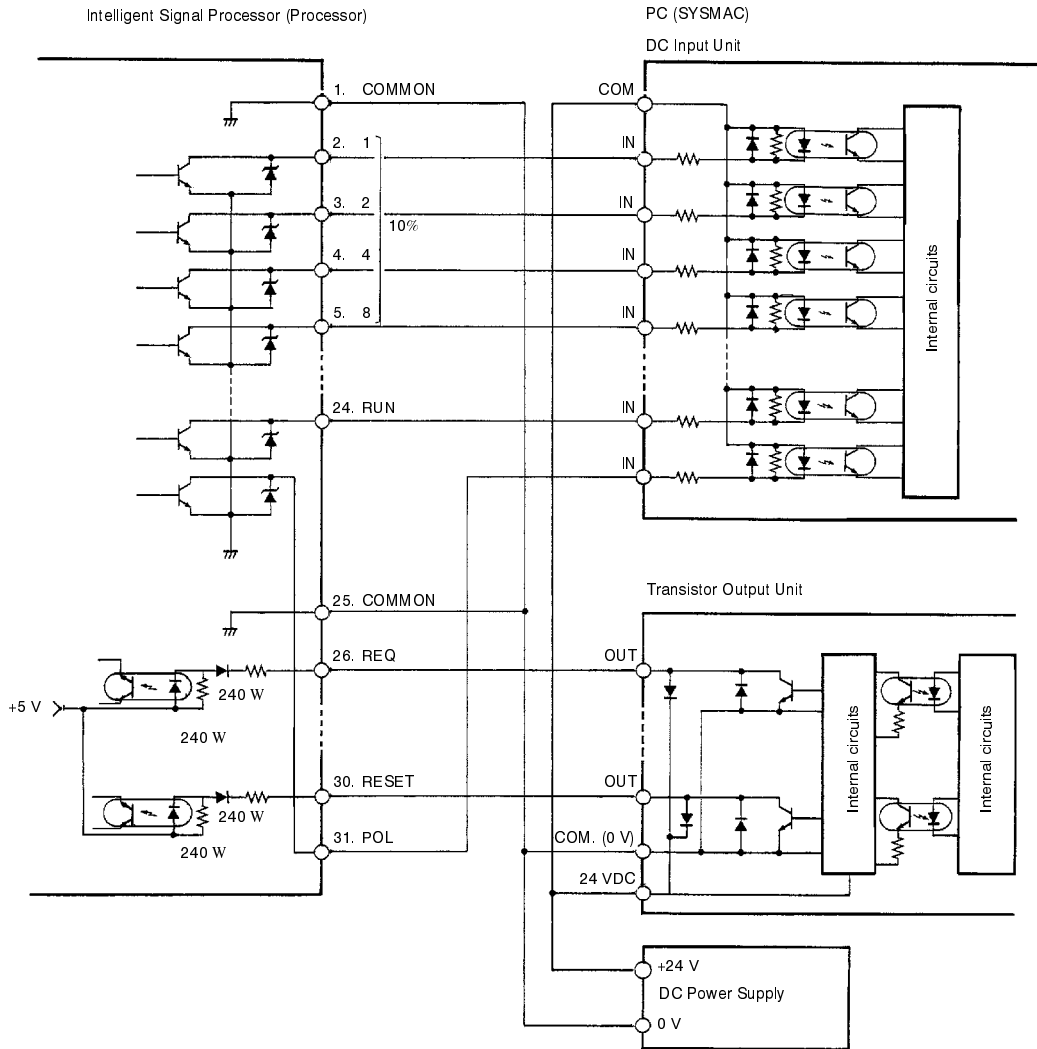 Intelligent Signal Processor (Processor)
PC (SYSMAC)
DC Input Unit
1. COMMON
COM
2. 1
IN
3. 2
IN
10%
4. 4
IN
5. 8
IN
Internal circuits
24. RUN
IN
IN
Transistor Output Unit
25. COMMON
26. REQ
OUT
240 W
+5 V
240 W
Internal circuits
Internal circuits
30. RESET
OUT
240 W
31. POL
COM. (0 V)
240 W
24 VDC
+24 V
DC Power Supply
0 V